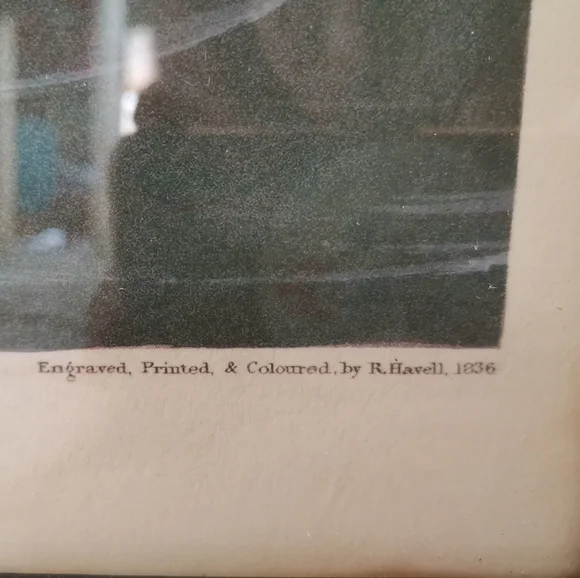 Engraved, Printed, & Coloured, by R. Havell, 1836